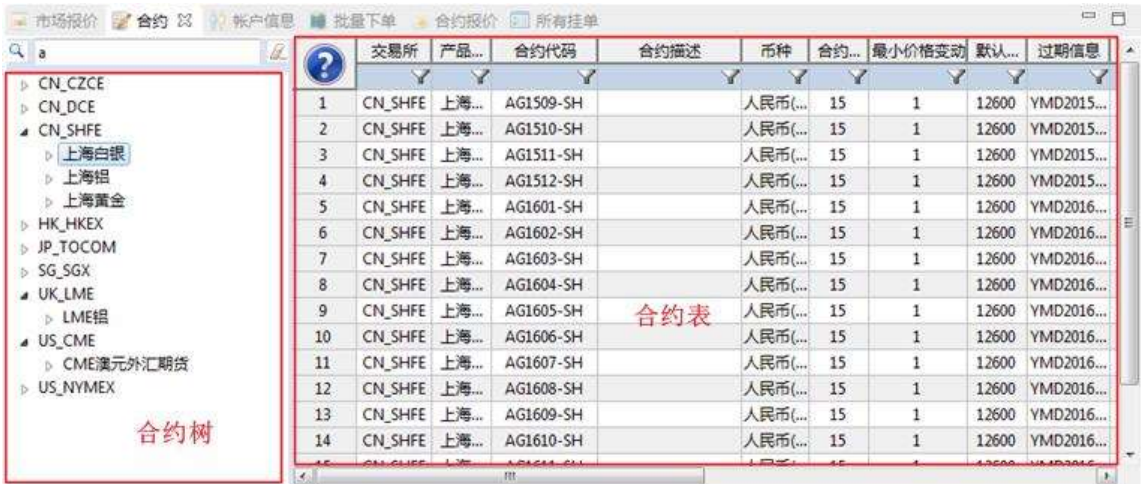 市场报价 合约 帐户信息 批量下单 合约报价 所有挂单
a
CN_CZCE
CN_DCE
CN_SHFE
上海白银
上海铝
上海黄金
HK_HKEX
JP_TOCOM
SG_SGX
UK_LME
LME铝
US_CME
CME澳元外汇期货
US_NYMEX
合约树
? 交易所 产品... 合约代码 合约描述 币种 合约... 最小价格变动 默认... 过期信息
1 CN_SHFE 上海... AG1509-SH 人民币(... 15 1 12600 YMD2015...
2 CN_SHFE 上海... AG1510-SH 人民币(... 15 1 12600 YMD2015...
3 CN_SHFE 上海... AG1511-SH 人民币(... 15 1 12600 YMD2015...
4 CN_SHFE 上海... AG1512-SH 人民币(... 15 1 12600 YMD2015...
5 CN_SHFE 上海... AG1601-SH 人民币(... 15 1 12600 YMD2016...
6 CN_SHFE 上海... AG1602-SH 人民币(... 15 1 12600 YMD2016...
7 CN_SHFE 上海... AG1603-SH 人民币(... 15 1 12600 YMD2016...
8 CN_SHFE 上海... AG1604-SH 人民币(... 15 1 12600 YMD2016...
9 CN_SHFE 上海... AG1605-SH 合约表 人民币(... 15 1 12600 YMD2016...
10 CN_SHFE 上海... AG1606-SH 人民币(... 15 1 12600 YMD2016...
11 CN_SHFE 上海... AG1607-SH 人民币(... 15 1 12600 YMD2016...
12 CN_SHFE 上海... AG1608-SH 人民币(... 15 1 12600 YMD2016...
13 CN_SHFE 上海... AG1609-SH 人民币(... 15 1 12600 YMD2016...
14 CN_SHFE 上海... AG1610-SH 人民币(... 15 1 12600 YMD2016...